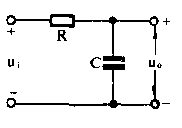 + R + +
C
uᵢ uₒ
− −